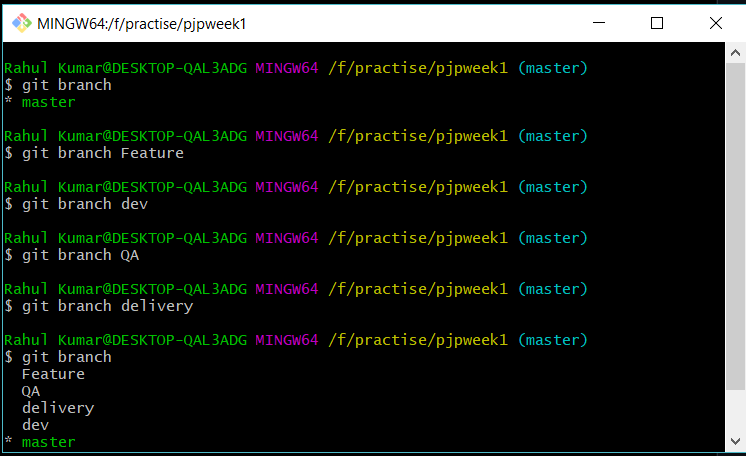 MINGW64:/f/practise/pjpweek1
Rahul Kumar@DESKTOP-QAL3ADG MINGW64 /f/practise/pjpweek1 (master)
$ git branch
* master
Rahul Kumar@DESKTOP-QAL3ADG MINGW64 /f/practise/pjpweek1 (master)
$ git branch Feature
Rahul Kumar@DESKTOP-QAL3ADG MINGW64 /f/practise/pjpweek1 (master)
$ git branch dev
Rahul Kumar@DESKTOP-QAL3ADG MINGW64 /f/practise/pjpweek1 (master)
$ git branch QA
Rahul Kumar@DESKTOP-QAL3ADG MINGW64 /f/practise/pjpweek1 (master)
$ git branch delivery
Rahul Kumar@DESKTOP-QAL3ADG MINGW64 /f/practise/pjpweek1 (master)
$ git branch
  Feature
  QA
  delivery
  dev
* master